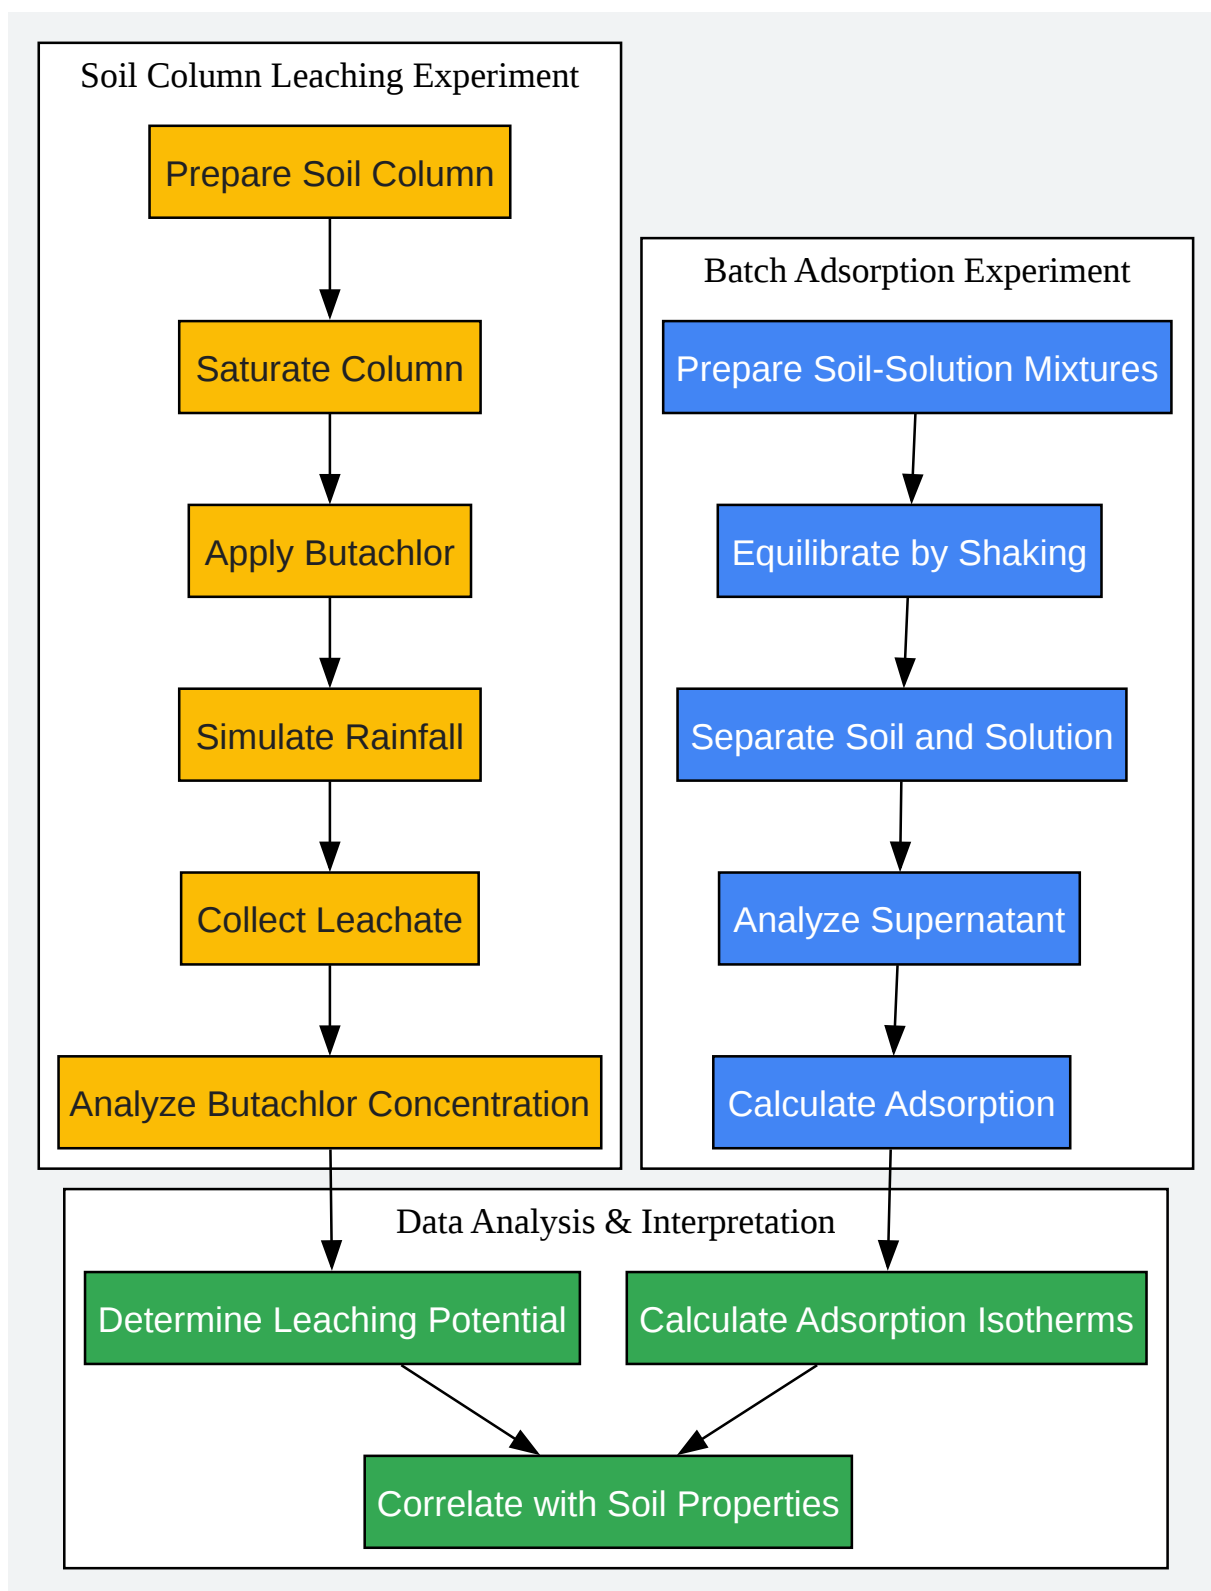 Soil Column Leaching Experiment
Prepare Soil Column
Saturate Column
Apply Butachlor
Simulate Rainfall
Collect Leachate
Analyze Butachlor Concentration
Batch Adsorption Experiment
Prepare Soil-Solution Mixtures
Equilibrate by Shaking
Separate Soil and Solution
Analyze Supernatant
Calculate Adsorption
Data Analysis & Interpretation
Determine Leaching Potential
Calculate Adsorption Isotherms
Correlate with Soil Properties